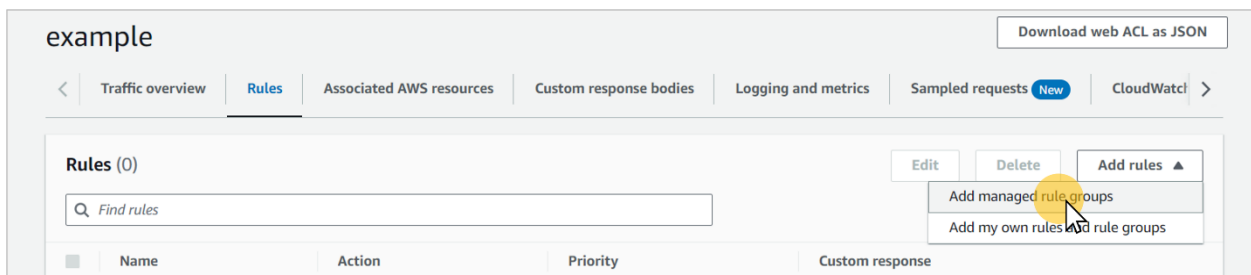 example
Download web ACL as JSON
Traffic overview
Rules
Associated AWS resources
Custom response bodies
Logging and metrics
Sampled requests New
CloudWatch
Rules (0)
Edit
Delete
Add rules
Find rules
Add managed rule groups
Add my own rules and rule groups
Name
Action
Priority
Custom response